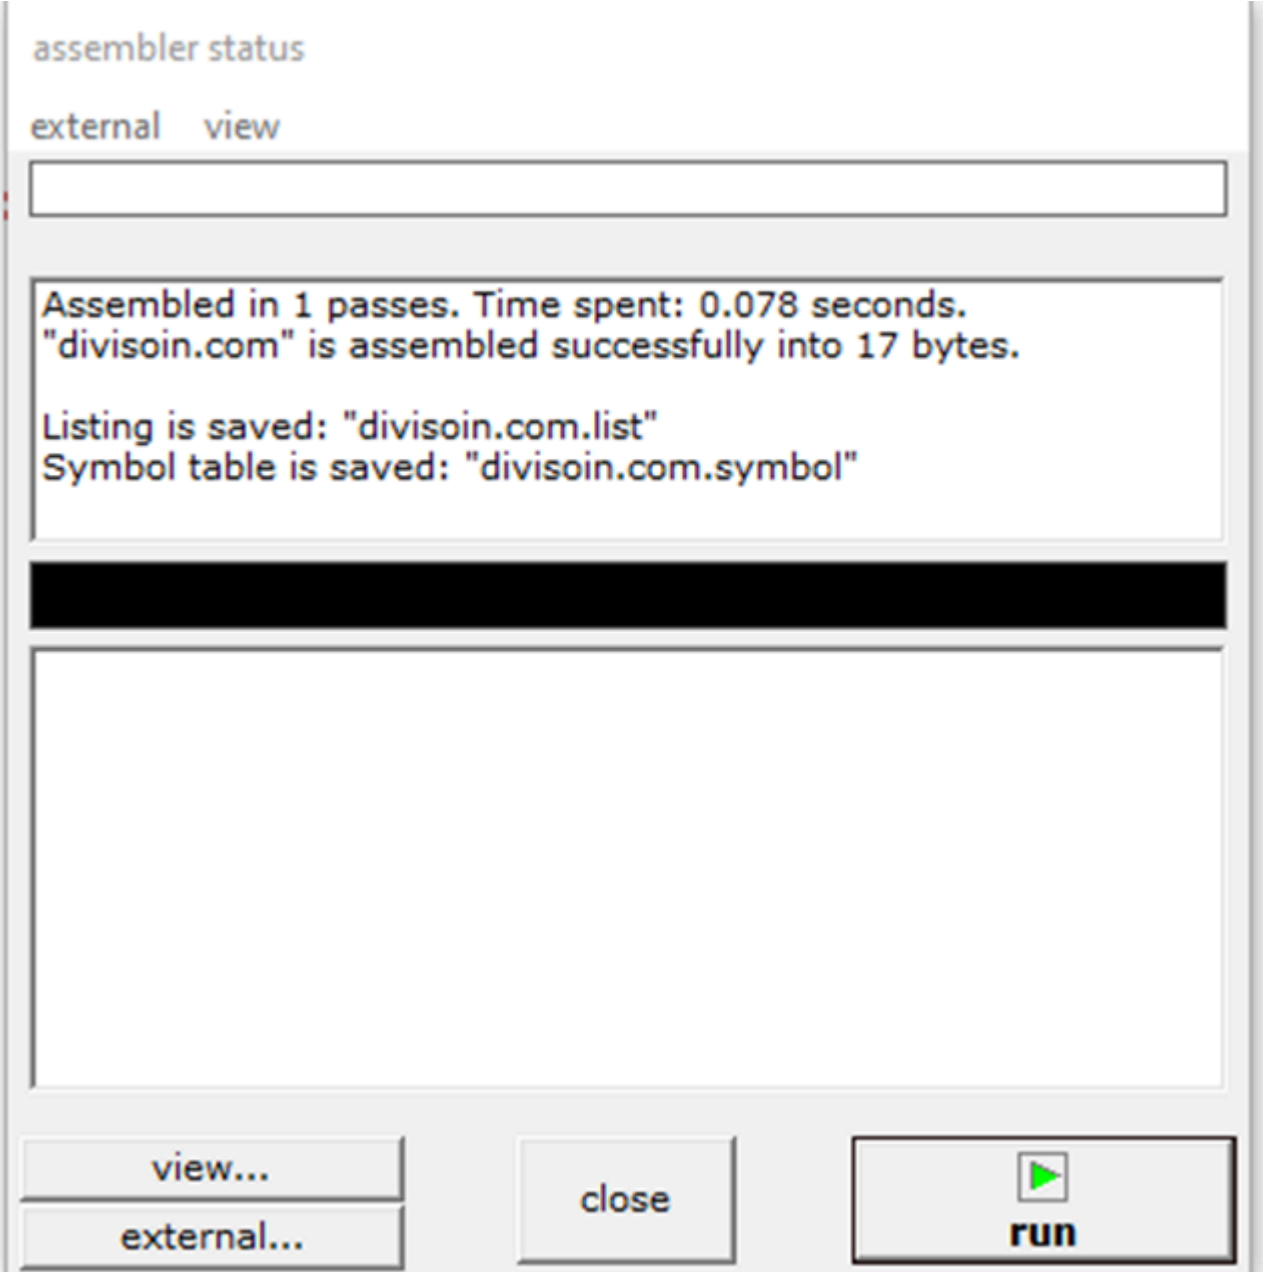 assembler status
external view
Assembled in 1 passes. Time spent: 0.078 seconds.
"divisoin.com" is assembled successfully into 17 bytes.
Listing is saved: "divisoin.com.list"
Symbol table is saved: "divisoin.com.symbol"
view...
external...
close
run